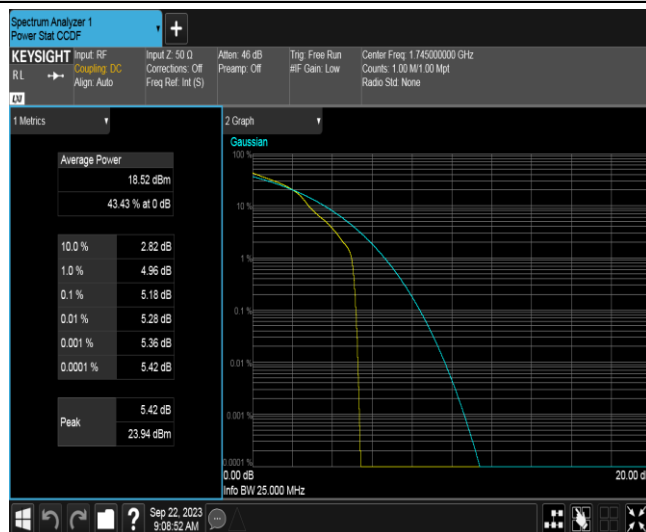 Spectrum Analyzer 1
Power Stat CCDF
+
KEYSIGHT
RL
LXI
Input: RF
Coupling: DC
Align: Auto
Input Z: 50 Ω
Corrections: Off
Freq Ref: Int (S)
Atten: 46 dB
Preamp: Off
Trig: Free Run
#IF Gain: Low
Center Freq: 1.745000000 GHz
Counts: 1.00 M/1.00 Mpt
Radio Std: None
1 Metrics
Average Power
18.52 dBm
43.43 % at 0 dB
10.0 % 2.82 dB
1.0 % 4.96 dB
0.1 % 5.18 dB
0.01 % 5.28 dB
0.001 % 5.36 dB
0.0001 % 5.42 dB
Peak
5.42 dB
23.94 dBm
2 Graph
Gaussian
100 %
10 %
1 %
0.1 %
0.01 %
0.001 %
0.0001 %
0.00 dB
20.00 d
Info BW 25.000 MHz
?
Sep 22, 2023
9:08:52 AM